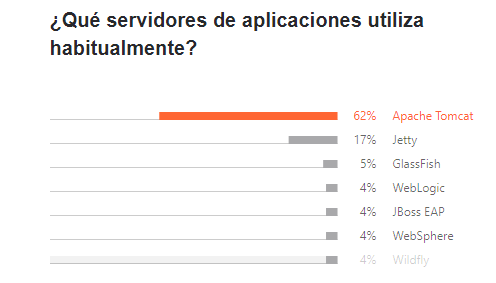 ¿Qué servidores de aplicaciones utiliza
habitualmente?
62% Apache Tomcat
17% Jetty
5% GlassFish
4% WebLogic
4% JBoss EAP
4% WebSphere
4% Wildfly